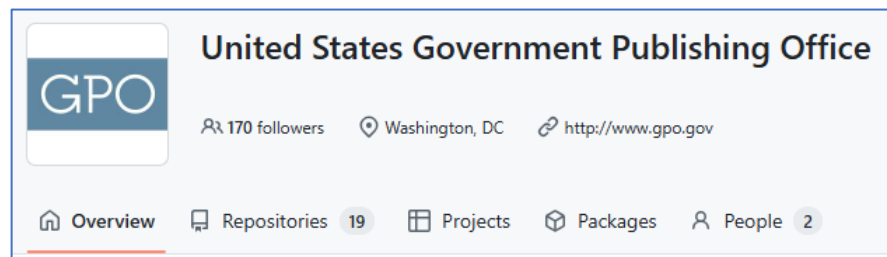 GPO
United States Government Publishing Office
170 followers Washington, DC http://www.gpo.gov
Overview Repositories 19 Projects Packages People 2